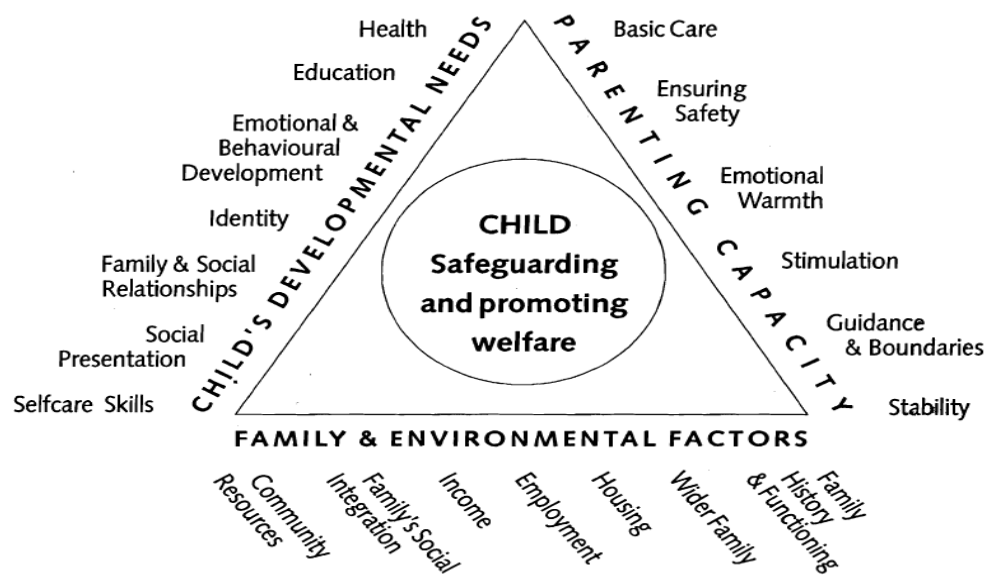 Health
Education
Emotional &
Behavioural
Development
Identity
Family & Social
Relationships
Social
Presentation
Selfcare Skills
CHILD'S DEVELOPMENTAL NEEDS
PARENTING CAPACITY
Basic Care
Ensuring
Safety
Emotional
Warmth
Stimulation
Guidance
& Boundaries
Stability
CHILD
Safeguarding
and promoting
welfare
FAMILY & ENVIRONMENTAL FACTORS
Community
Resources
Family's Social
Integration
Income
Employment
Housing
Wider Family
Family
History
& Functioning